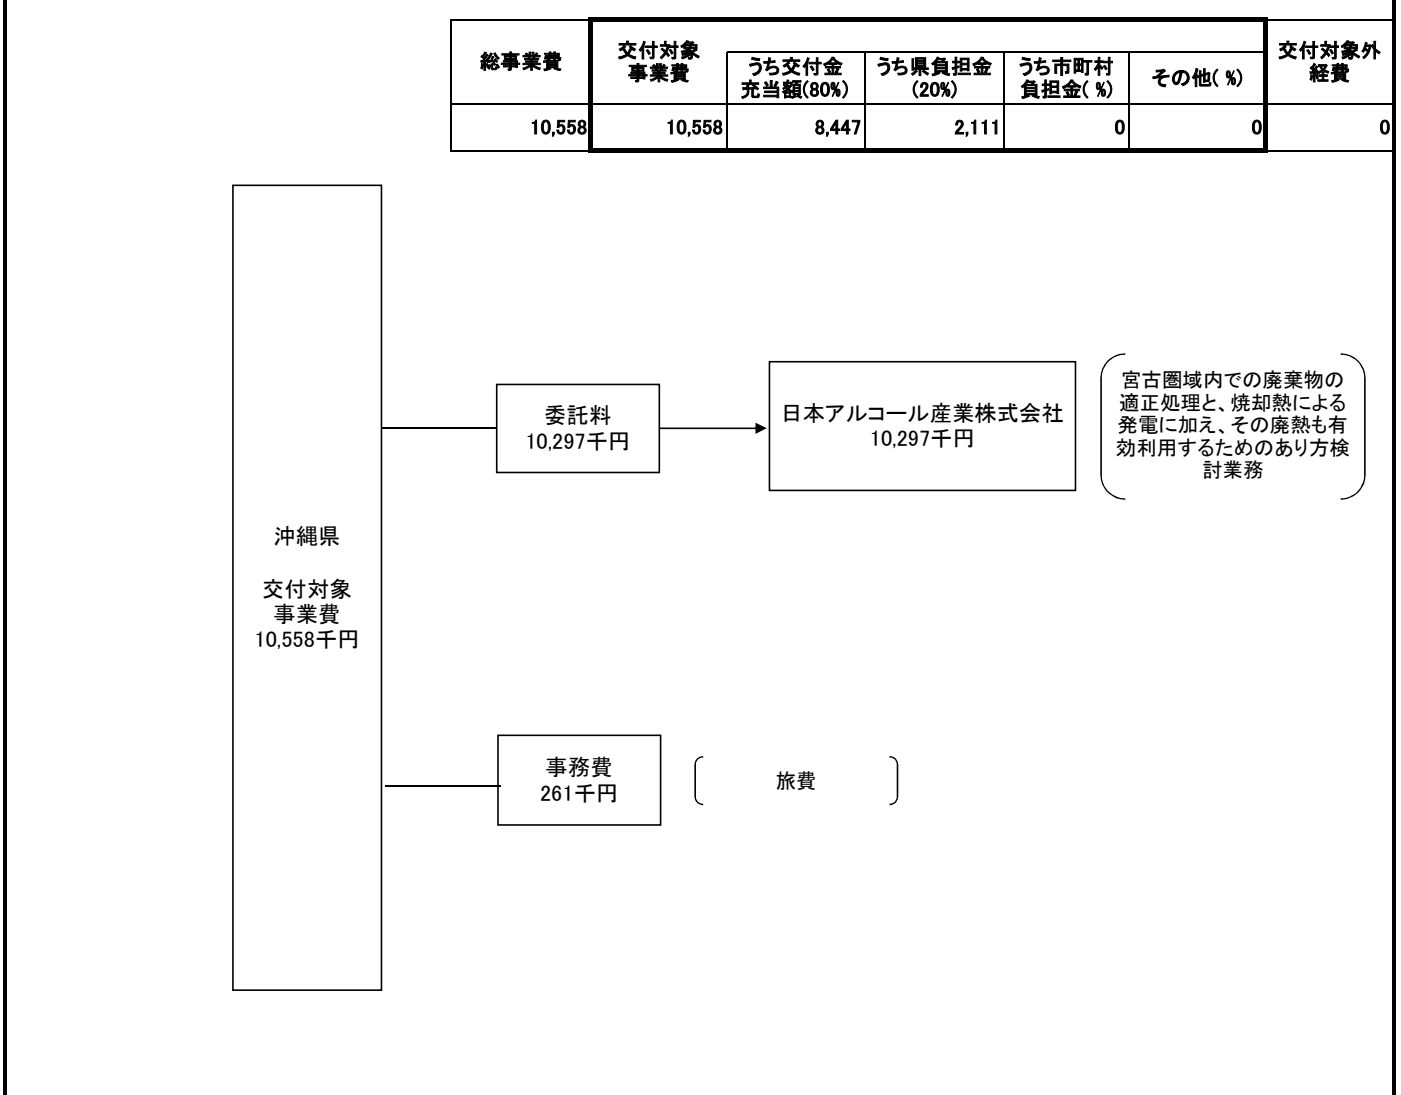 総事業費
交付対象
事業費
うち交付金
充当額(80%)
うち県負担金
(20%)
うち市町村
負担金( %)
その他( %)
交付対象外
経費
10,558
10,558
8,447
2,111
0
0
0
委託料
10,297千円
日本アルコール産業株式会社
10,297千円
宮古圏域内での廃棄物の
適正処理と、焼却熱による
発電に加え、その廃熱も有
効利用するためのあり方検
討業務
沖縄県
交付対象
事業費
10,558千円
事務費
261千円
旅費